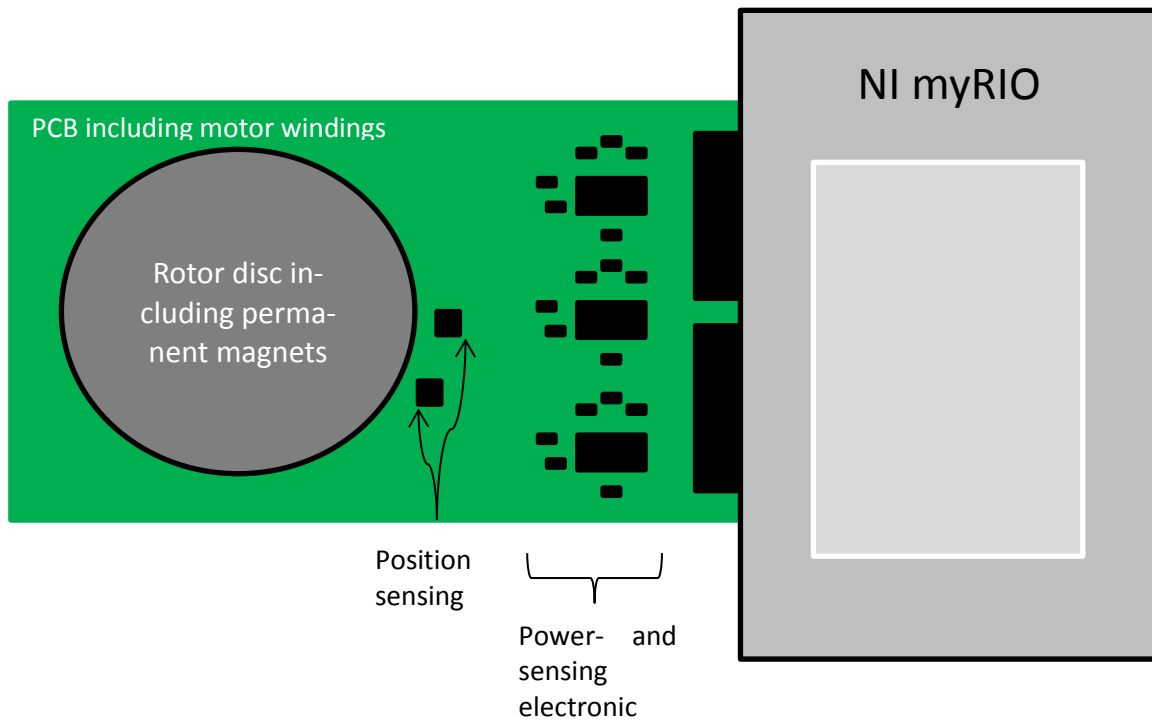 NI myRIO
PCB including motor windings
Rotor disc in-
cluding perma-
nent magnets
Position
sensing
Power- and
sensing
electronic